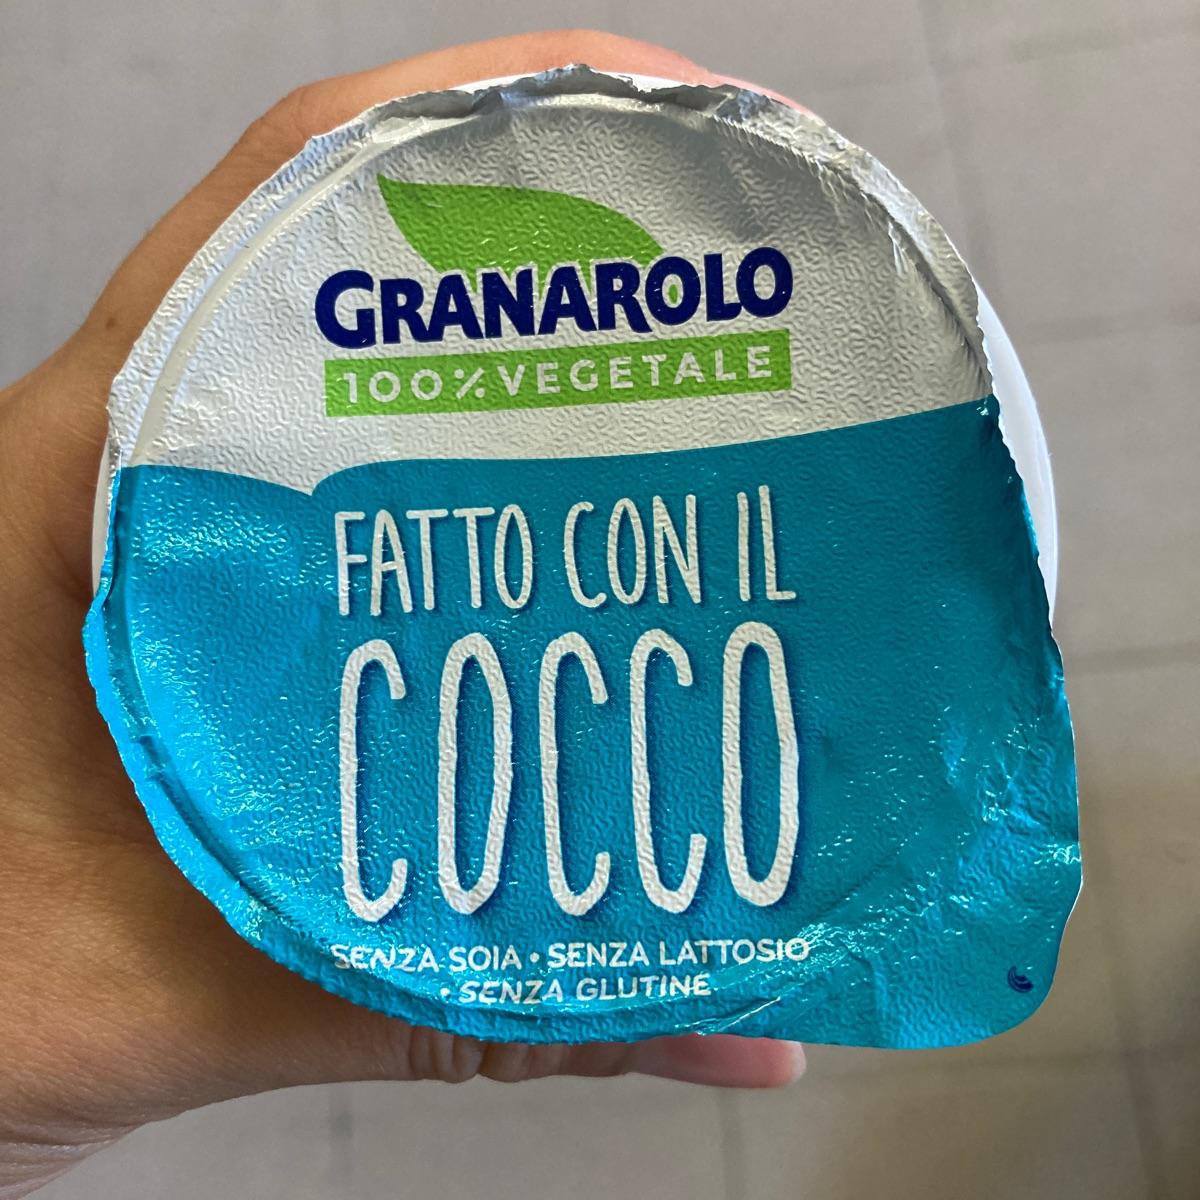 GRANAROLO
100% VEGETALE
FATTO CON IL
COCCO
SENZA SOIA • SENZA LATTOSIO
• SENZA GLUTINE